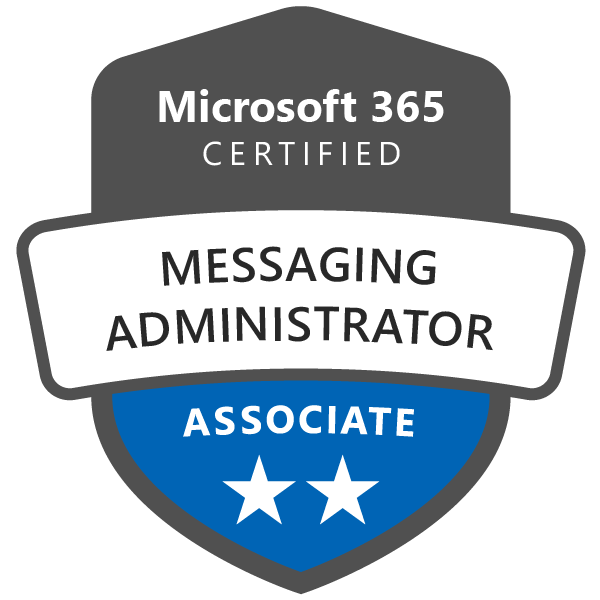 Microsoft 365
CERTIFIED
MESSAGING
ADMINISTRATOR
ASSOCIATE